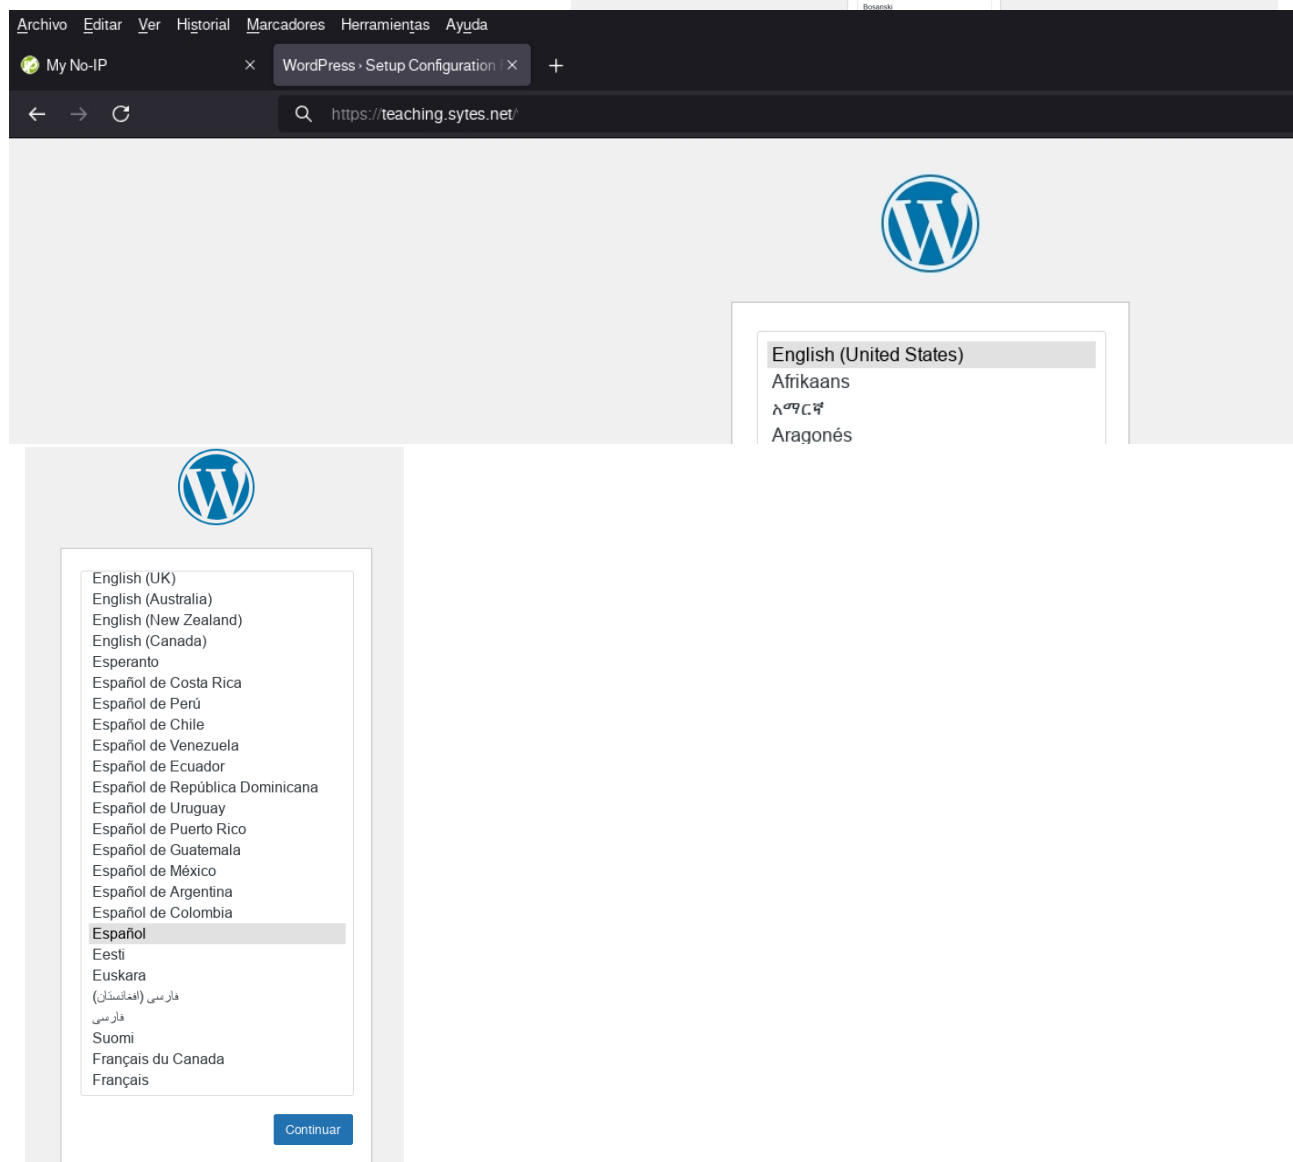 Bosanski
Archivo Editar Ver Historial Marcadores Herramientas Ayuda
My No-IP
WordPress › Setup Configuration
https://teaching.sytes.net/
English (United States)
Afrikaans
አማርኛ
Aragonés
English (UK)
English (Australia)
English (New Zealand)
English (Canada)
Esperanto
Español de Costa Rica
Español de Perú
Español de Chile
Español de Venezuela
Español de Ecuador
Español de República Dominicana
Español de Uruguay
Español de Puerto Rico
Español de Guatemala
Español de México
Español de Argentina
Español de Colombia
Español
Eesti
Euskara
فارسی (افغانستان)
فارسی
Suomi
Français du Canada
Français
Continuar